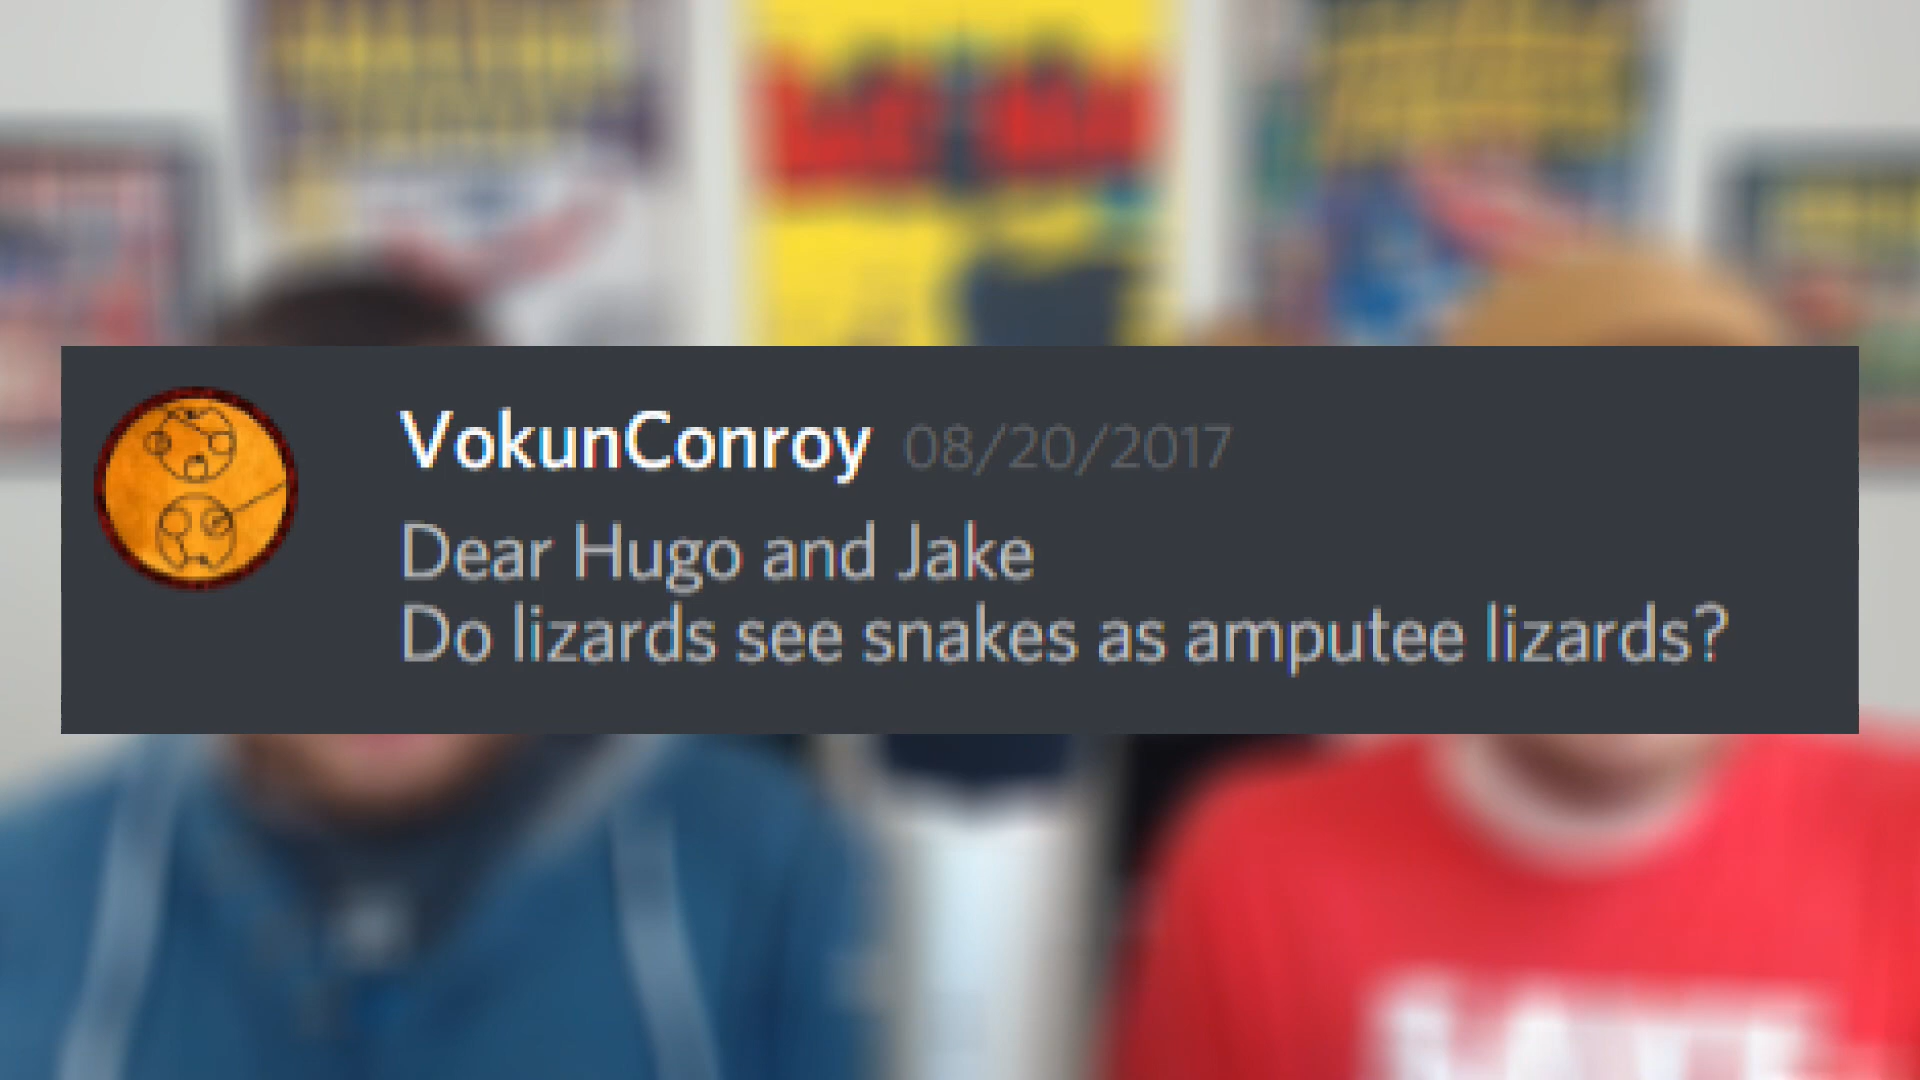 VokunConroy 08/20/2017
Dear Hugo and Jake
Do lizards see snakes as amputee lizards?